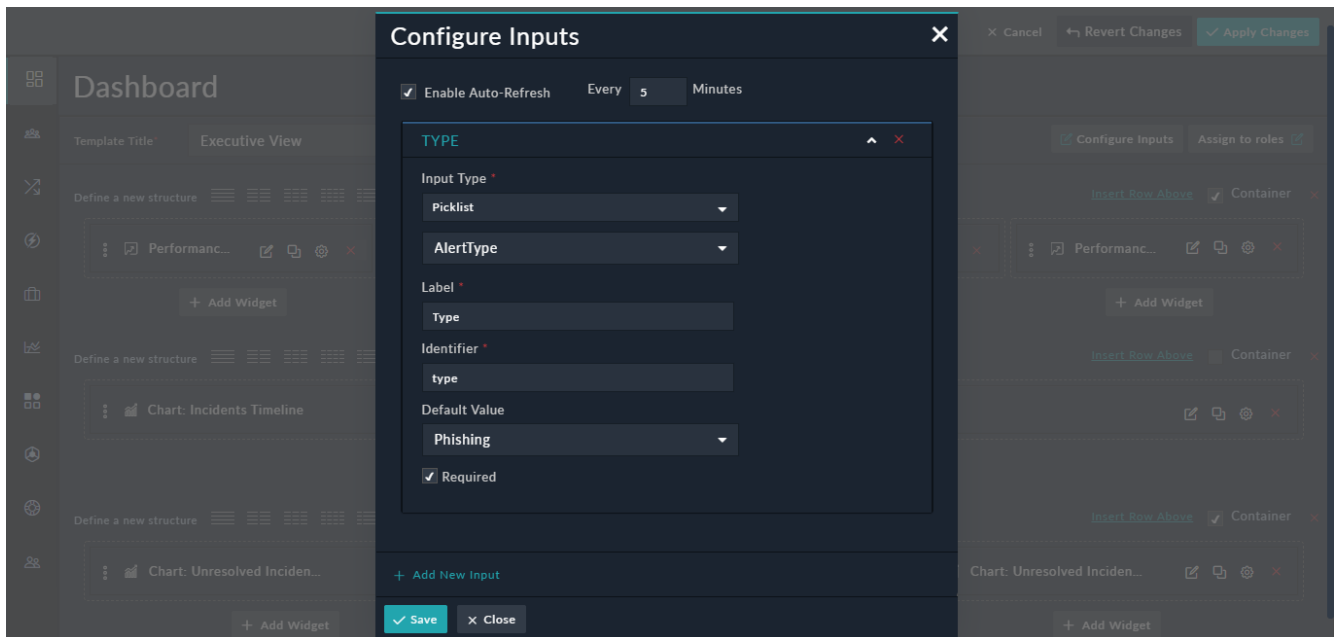 Configure Inputs
× Cancel
Revert Changes
Apply Changes
Dashboard
Enable Auto-Refresh Every 5 Minutes
Template Title* Executive View
Configure Inputs
Assign to roles
TYPE
Input Type *
Picklist
AlertType
Label *
Type
Identifier *
type
Default Value
Phishing
Required
Define a new structure
Insert Row Above
Container
Performanc...
Performanc...
+ Add Widget
+ Add Widget
Define a new structure
Insert Row Above
Container
Chart: Incidents Timeline
Define a new structure
Insert Row Above
Container
Chart: Unresolved Inciden...
Chart: Unresolved Inciden...
+ Add Widget
+ Add Widget
+ Add New Input
Save
× Close